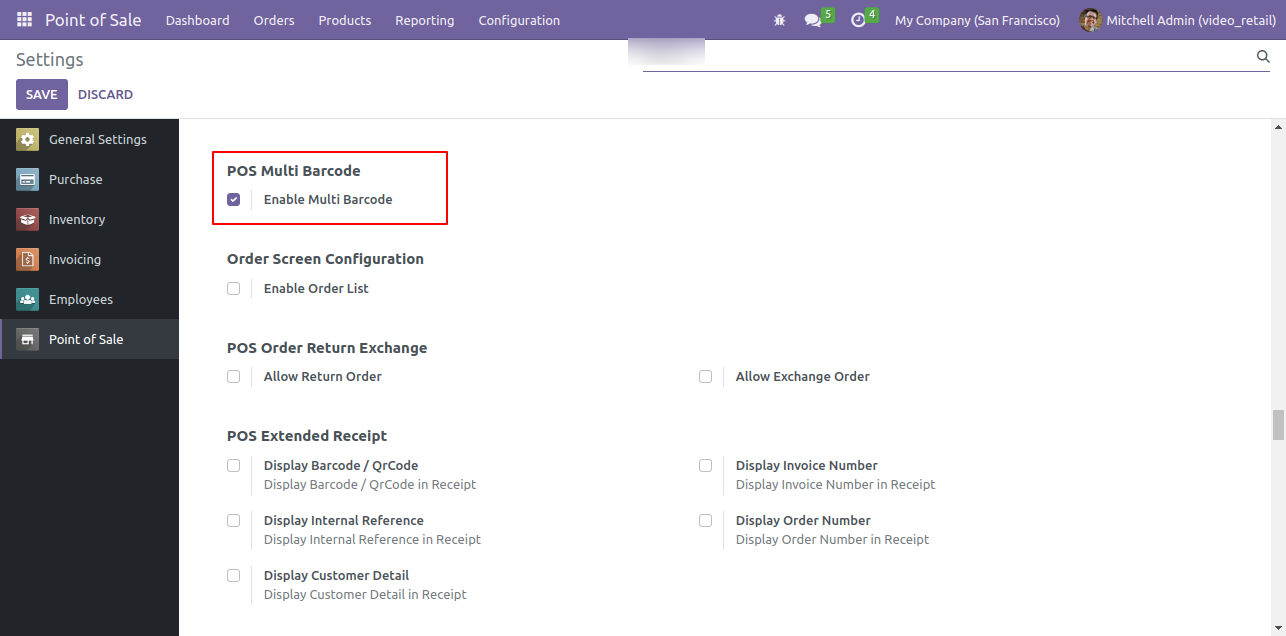 Point of Sale Dashboard Orders Products Reporting Configuration 5 4 My Company (San Francisco) Mitchell Admin (video_retail)
Settings
SAVE DISCARD
General Settings
Purchase
Inventory
Invoicing
Employees
Point of Sale
POS Multi Barcode
Enable Multi Barcode
Order Screen Configuration
Enable Order List
POS Order Return Exchange
Allow Return Order Allow Exchange Order
POS Extended Receipt
Display Barcode / QrCode Display Invoice Number
Display Barcode / QrCode in Receipt Display Invoice Number in Receipt
Display Internal Reference Display Order Number
Display Internal Reference in Receipt Display Order Number in Receipt
Display Customer Detail
Display Customer Detail in Receipt